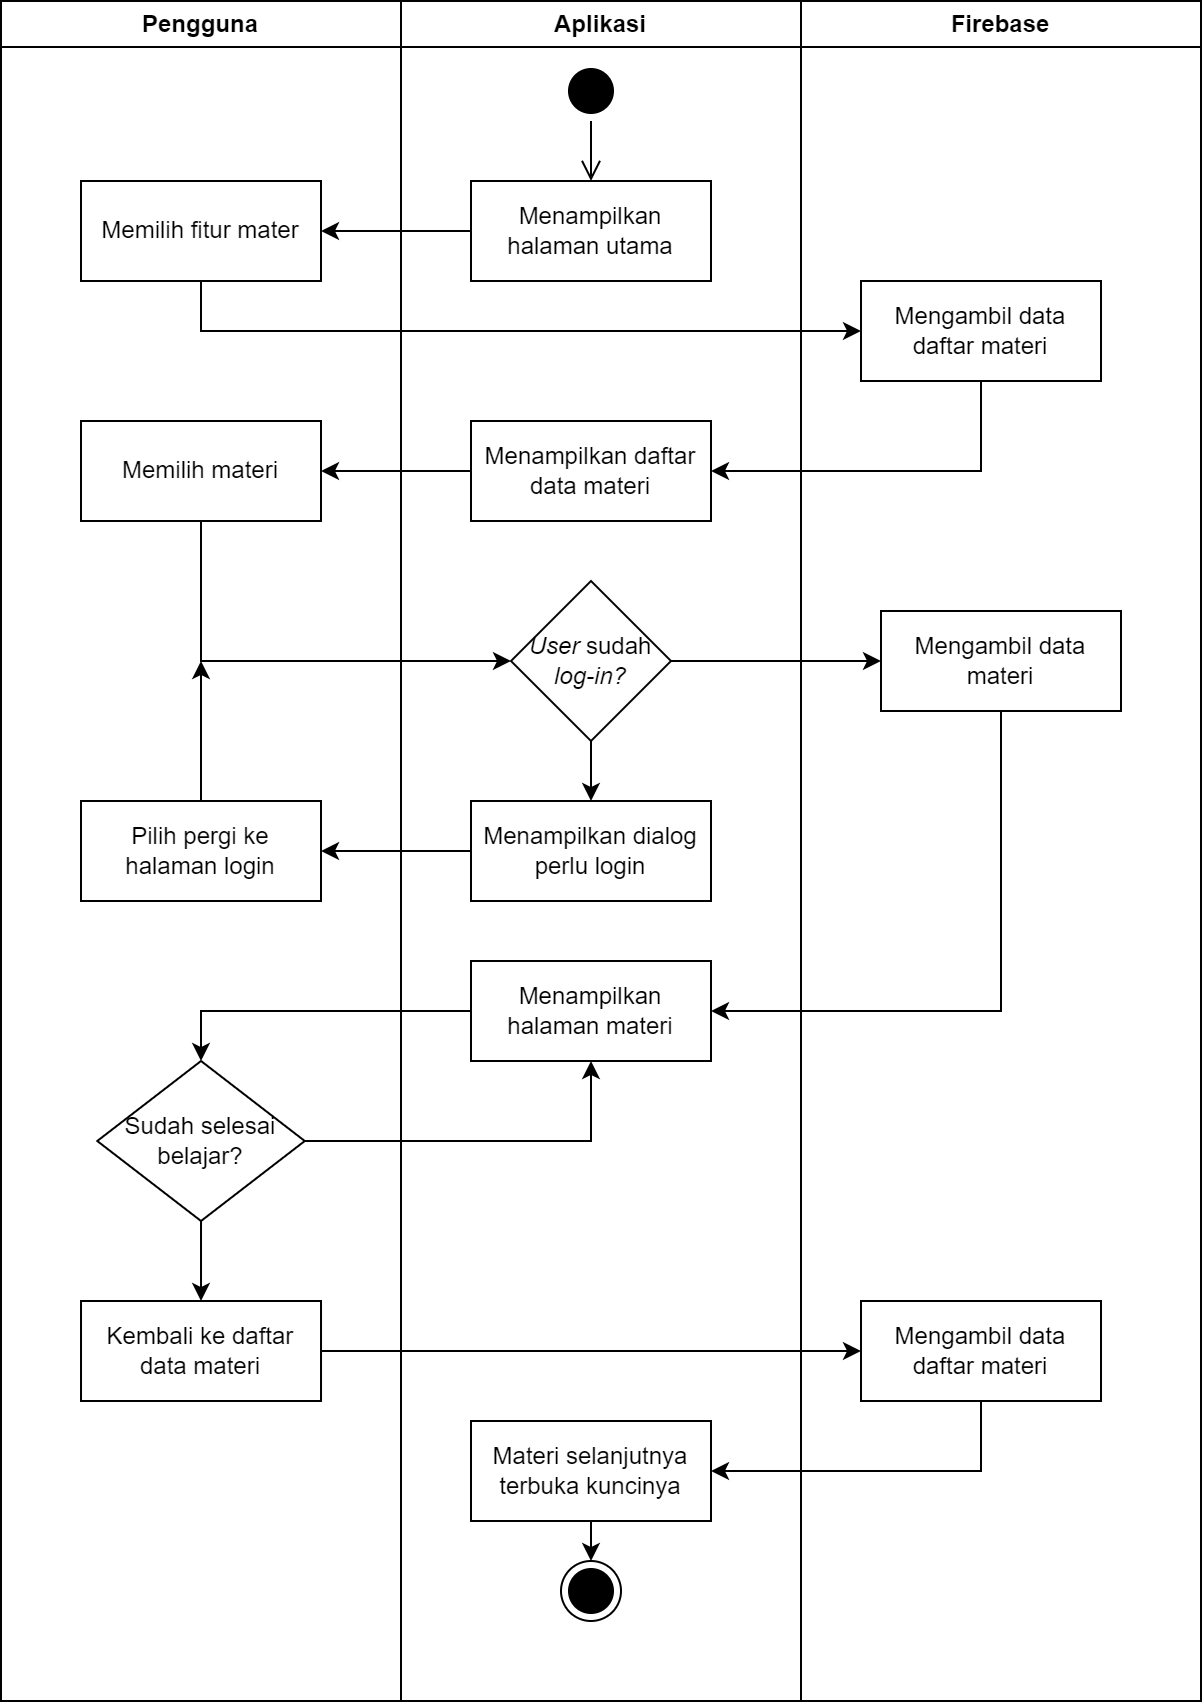 Pengguna
Aplikasi
Firebase
Menampilkan
halaman utama
Memilih fitur mater
Mengambil data
daftar materi
Menampilkan daftar
data materi
Memilih materi
User sudah
log-in?
Mengambil data
materi
Menampilkan dialog
perlu login
Pilih pergi ke
halaman login
Menampilkan
halaman materi
Sudah selesai
belajar?
Kembali ke daftar
data materi
Mengambil data
daftar materi
Materi selanjutnya
terbuka kuncinya